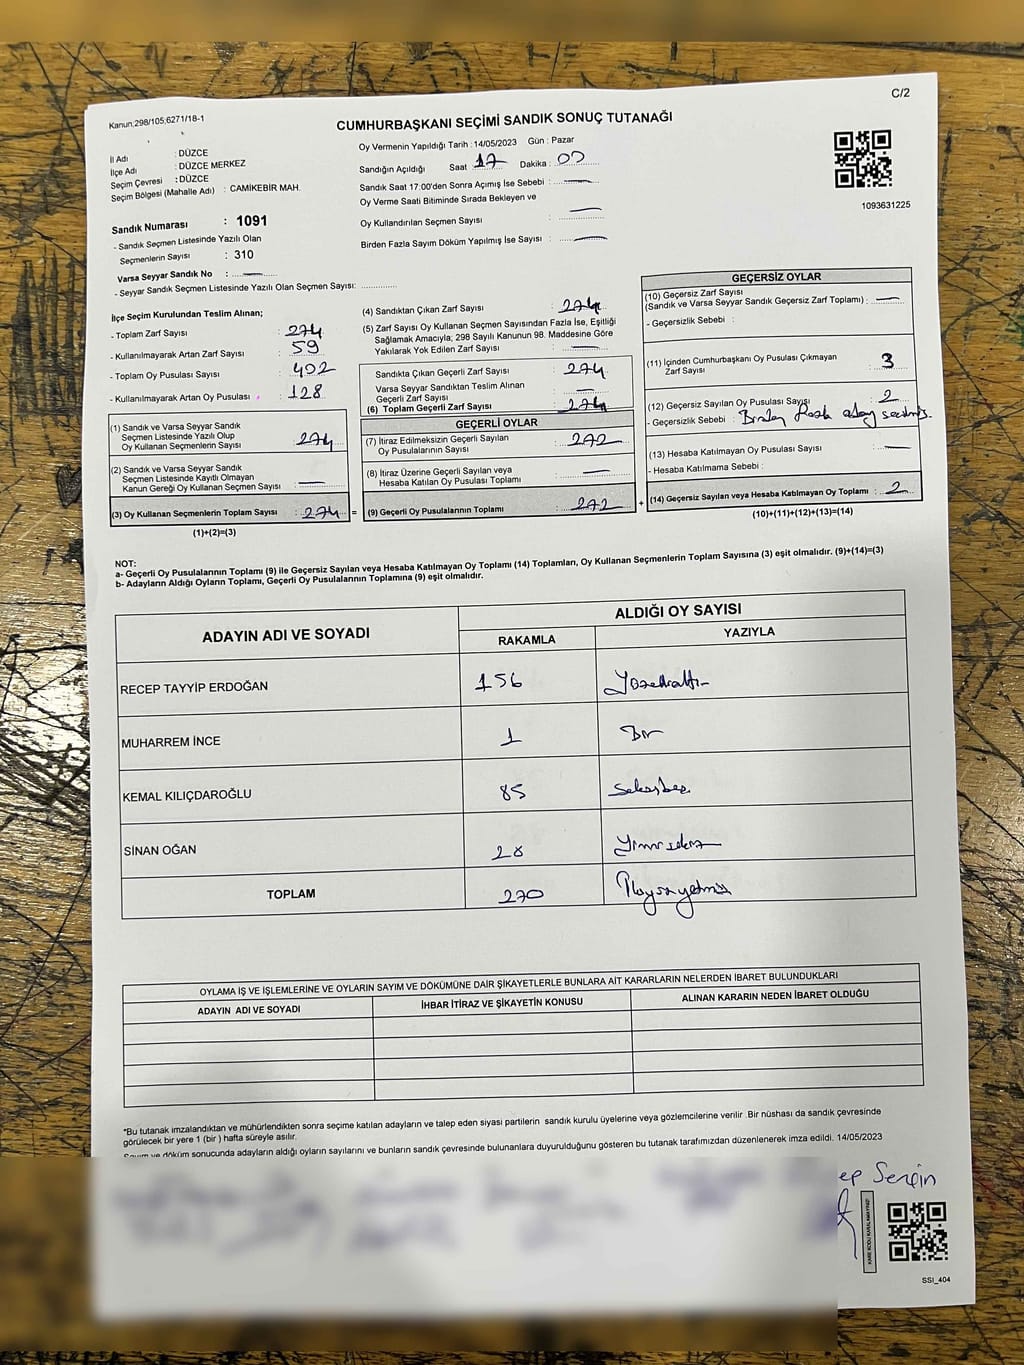 C/2
Kanun:298/105;6271/18-1
CUMHURBAŞKANI SEÇİMİ SANDIK SONUÇ TUTANAĞI
İl Adı : DÜZCE
İlçe Adı : DÜZCE MERKEZ
Seçim Çevresi : DÜZCE
Seçim Bölgesi (Mahalle Adı) : CAMİKEBİR MAH.
Sandık Numarası : 1091
- Sandık Seçmen Listesinde Yazılı Olan
Seçmenlerin Sayısı : 310
Varsa Seyyar Sandık No :
- Seyyar Sandık Seçmen Listesinde Yazılı Olan Seçmen Sayısı:
Oy Vermenin Yapıldığı Tarih :14/05/2023 Gün : Pazar
Sandığın Açıldığı Saat 17 Dakika : 00
Sandık Saat 17:00'den Sonra Açımış İse Sebebi :
Oy Verme Saati Bitiminde Sırada Bekleyen ve
Oy Kullandırılan Seçmen Sayısı :
Birden Fazla Sayım Döküm Yapılmış İse Sayısı :
1093631225
İlçe Seçim Kurulundan Teslim Alınan;
- Toplam Zarf Sayısı : 274
- Kullanılmayarak Artan Zarf Sayısı : 59
- Toplam Oy Pusulası Sayısı : 402
- Kullanılmayarak Artan Oy Pusulası : 128
(1) Sandık ve Varsa Seyyar Sandık
Seçmen Listesinde Yazılı Olup
Oy Kullanan Seçmenlerin Sayısı : 274
(2) Sandık ve Varsa Seyyar Sandık
Seçmen Listesinde Kayıtlı Olmayan
Kanun Gereği Oy Kullanan Seçmen Sayısı :
(3) Oy Kullanan Seçmenlerin Toplam Sayısı : 274 =
(1)+(2)=(3)
(4) Sandıktan Çıkan Zarf Sayısı : 274
(5) Zarf Sayısı Oy Kullanan Seçmen Sayısından Fazla İse, Eşitliği
Sağlamak Amacıyla; 298 Sayılı Kanunun 98. Maddesine Göre
Yakılarak Yok Edilen Zarf Sayısı :
Sandıkta Çıkan Geçerli Zarf Sayısı : 274
Varsa Seyyar Sandıktan Teslim Alınan
Geçerli Zarf Sayısı :
(6) Toplam Geçerli Zarf Sayısı : 274
GEÇERLİ OYLAR
(7) İtiraz Edilmeksizin Geçerli Sayılan
Oy Pusulalarının Sayısı : 272
(8) İtiraz Üzerine Geçerli Sayılan veya
Hesaba Katılan Oy Pusulası Toplamı :
(9) Geçerli Oy Pusulalarının Toplamı : 272 +
GEÇERSİZ OYLAR
(10) Geçersiz Zarf Sayısı
(Sandık ve Varsa Seyyar Sandık Geçersiz Zarf Toplamı) :
- Geçersizlik Sebebi :
(11) İçinden Cumhurbaşkanı Oy Pusulası Çıkmayan
Zarf Sayısı : 3
(12) Geçersiz Sayılan Oy Pusulası Sayısı : 2
- Geçersizlik Sebebi : Birden fazla aday seçilmiş.
(13) Hesaba Katılmayan Oy Pusulası Sayısı :
- Hesaba Katılmama Sebebi :
(14) Geçersiz Sayılan veya Hesaba Katılmayan Oy Toplamı : 2
(10)+(11)+(12)+(13)=(14)
NOT:
a- Geçerli Oy Pusulalarının Toplamı (9) ile Geçersiz Sayılan veya Hesaba Katılmayan Oy Toplamı (14) Toplamları, Oy Kullanan Seçmenlerin Toplam Sayısına (3) eşit olmalıdır. (9)+(14)=(3)
b- Adayların Aldığı Oyların Toplamı, Geçerli Oy Pusulalarının Toplamına (9) eşit olmalıdır.
ADAYIN ADI VE SOYADI ALDIĞI OY SAYISI
RAKAMLA YAZIYLA
RECEP TAYYİP ERDOĞAN 156 Yüzellialtı
MUHARREM İNCE 1 Bir
KEMAL KILIÇDAROĞLU 85 Seksenbeş
SİNAN OĞAN 28 Yirmi sekiz
TOPLAM 270 İkiyüzyetmiş
OYLAMA İŞ VE İŞLEMLERİNE VE OYLARIN SAYIM VE DÖKÜMÜNE DAİR ŞİKAYETLERLE BUNLARA AİT KARARLARIN NELERDEN İBARET BULUNDUKLARI
ADAYIN ADI VE SOYADI İHBAR İTİRAZ VE ŞİKAYETİN KONUSU ALINAN KARARIN NEDEN İBARET OLDUĞU
*Bu tutanak imzalandıktan ve mühürlendikten sonra seçime katılan adayların ve talep eden siyasi partilerin sandık kurulu üyelerine veya gözlemcilerine verilir .Bir nüshası da sandık çevresinde
görülecek bir yere 1 (bir ) hafta süreyle asılır.
Sayım ve döküm sonucunda adayların aldığı oyların sayılarını ve bunların sandık çevresinde bulunanlara duyurulduğunu gösteren bu tutanak tarafımızdan düzenlenerek imza edildi. 14/05/2023
ep Serçin
SSI_404